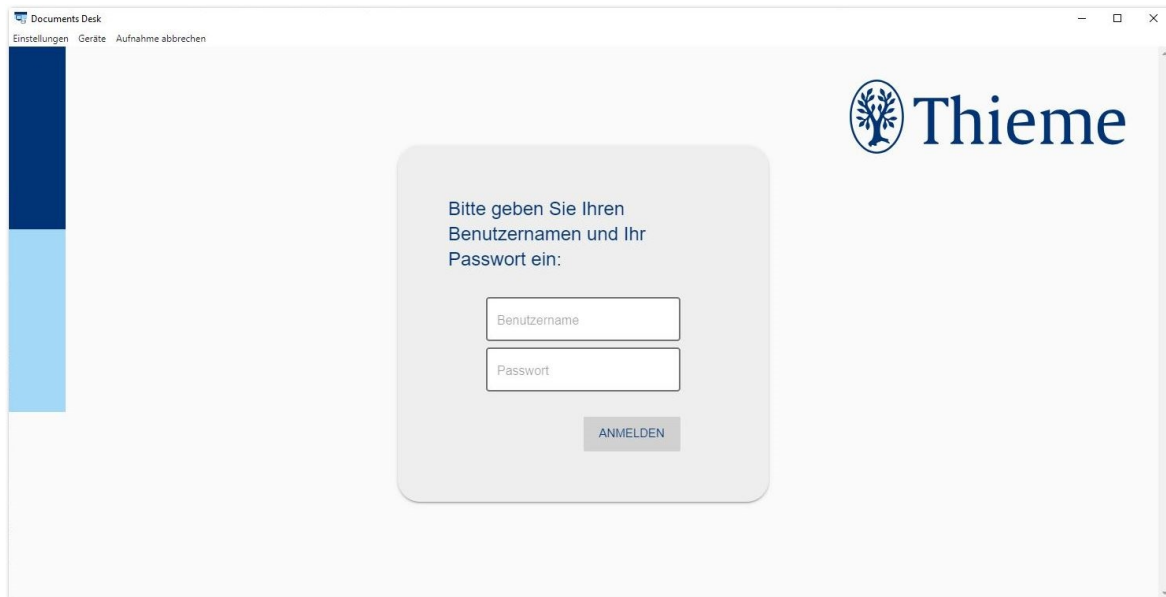 Documents Desk
Einstellungen Geräte Aufnahme abbrechen
Thieme
Bitte geben Sie Ihren
Benutzernamen und Ihr
Passwort ein:
Benutzername
Passwort
ANMELDEN